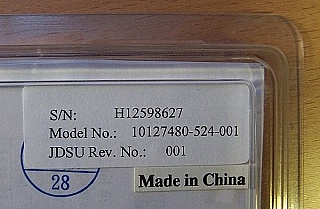 S/N: H12598627
Model No.: 10127480-524-001
JDSU Rev. No.: 001
28
Made in China